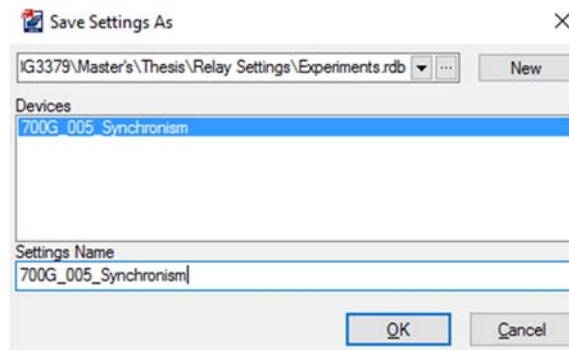 Save Settings As
G3379\Master's\Thesis\Relay Settings\Experiments.rdb ... New
Devices
700G_005_Synchronism
Settings Name
700G_005_Synchronism
OK Cancel